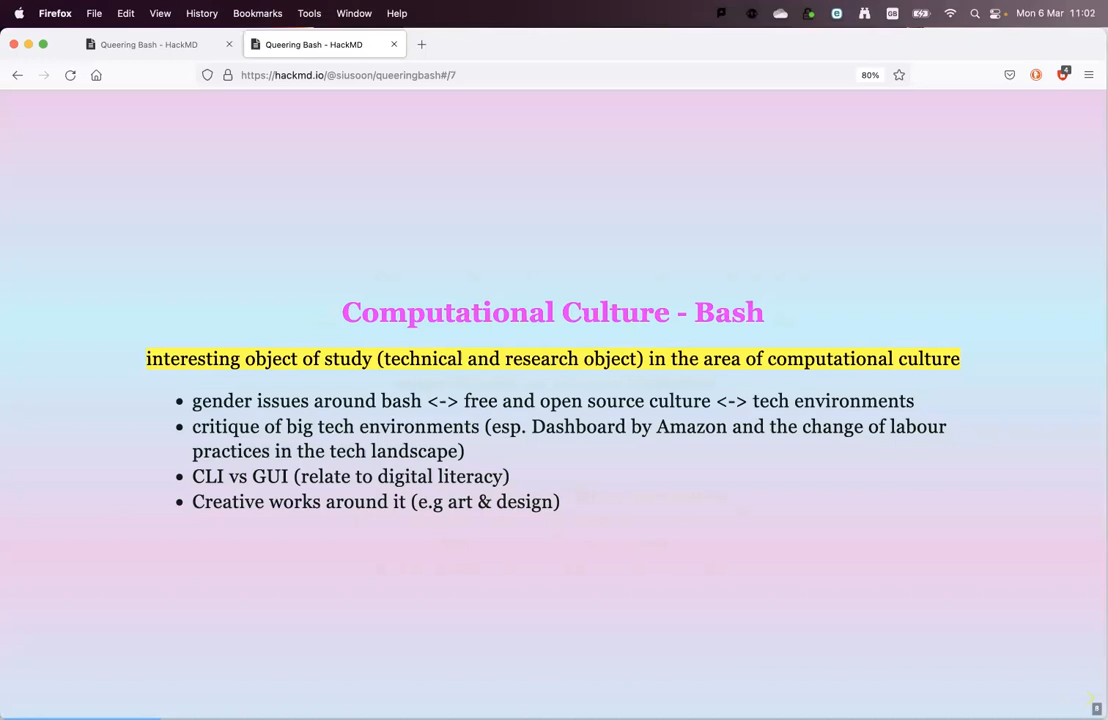 Firefox File Edit View History Bookmarks Tools Window Help GB Mon 6 Mar 11:02
Queering Bash - HackMD Queering Bash - HackMD
https://hackmd.io/@siusoon/queeringbash#/7 80% 4
Computational Culture - Bash
interesting object of study (technical and research object) in the area of computational culture
• gender issues around bash <-> free and open source culture <-> tech environments
• critique of big tech environments (esp. Dashboard by Amazon and the change of labour
practices in the tech landscape)
• CLI vs GUI (relate to digital literacy)
• Creative works around it (e.g art & design)
8